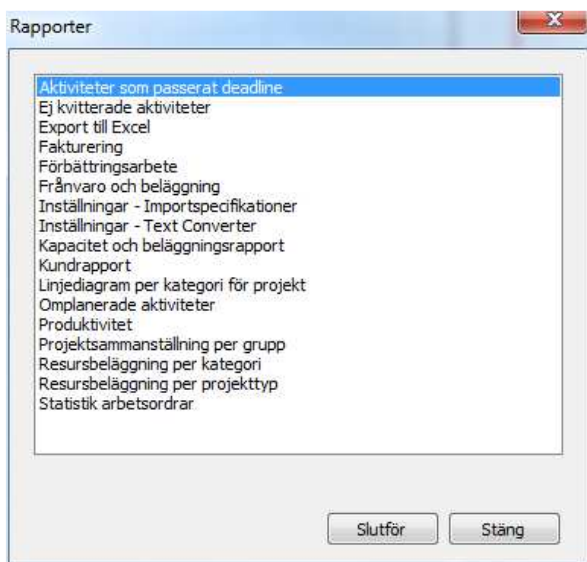 Rapporter
Aktiviteter som passerat deadline
Ej kvitterade aktiviteter
Export till Excel
Fakturering
Förbättringsarbete
Frånvaro och beläggning
Inställningar - Importspecifikationer
Inställningar - Text Converter
Kapacitet och beläggningsrapport
Kundrapport
Linjediagram per kategori för projekt
Omplanerade aktiviteter
Produktivitet
Projektsammanställning per grupp
Resursbeläggning per kategori
Resursbeläggning per projekttyp
Statistik arbetsordrar
Slutför Stäng